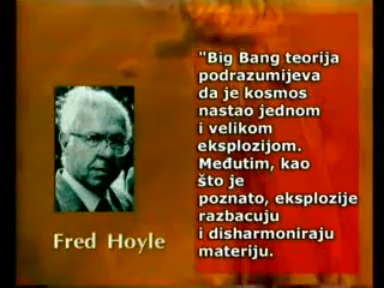 "Big Bang teorija
podrazumijeva
da je kosmos
nastao jednom
i velikom
eksplozijom.
Međutim, kao
što je
poznato, eksplozije
razbacuju
i disharmoniraju
materiju.
Fred Hoyle